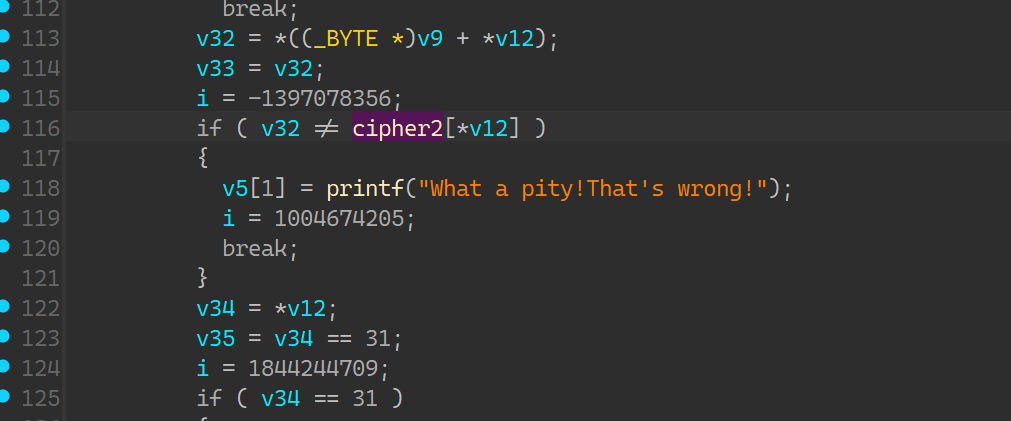 112 break;
113 v32 = *((_BYTE *)v9 + *v12);
114 v33 = v32;
115 i = -1397078356;
116 if ( v32 ≠ cipher2[*v12] )
117 {
118 v5[1] = printf("What a pity!That's wrong!");
119 i = 1004674205;
120 break;
121 }
122 v34 = *v12;
123 v35 = v34 == 31;
124 i = 1844244709;
125 if ( v34 == 31 )